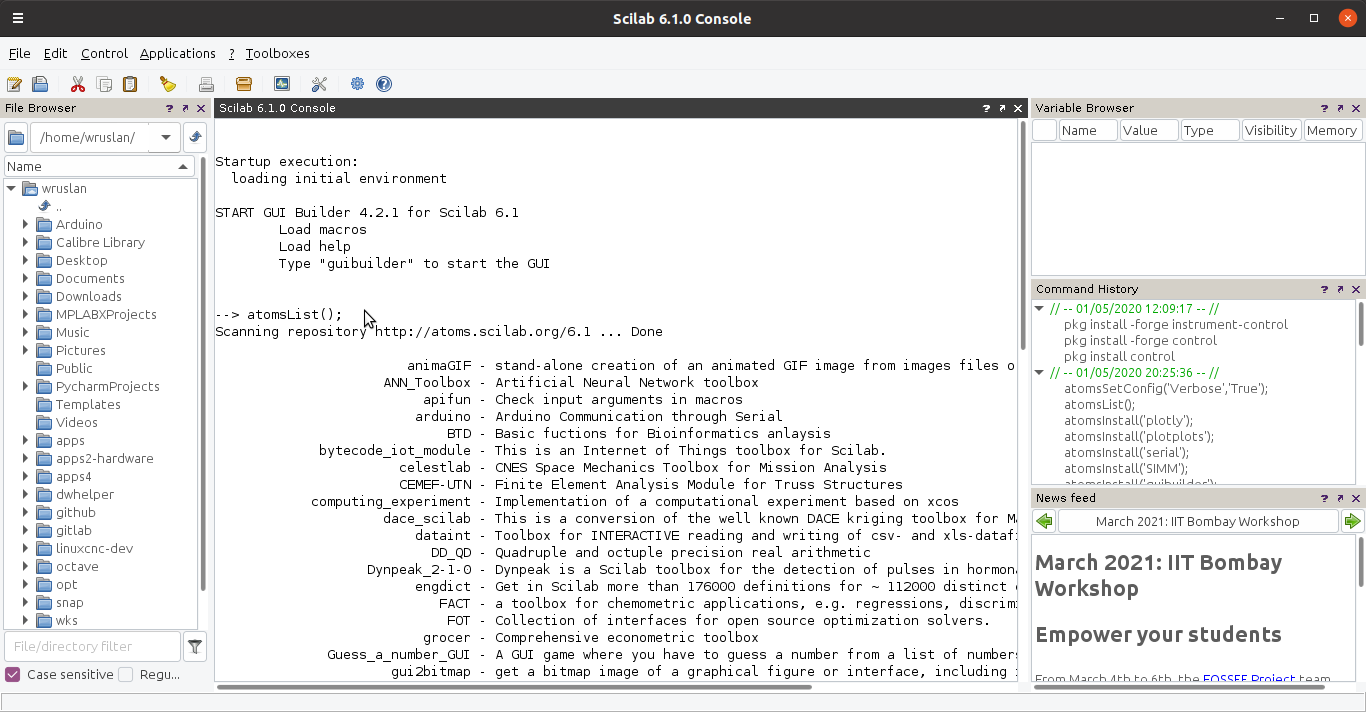 Scilab 6.1.0 Console
File Edit Control Applications ? Toolboxes
File Browser
/home/wruslan/
Name
wruslan
..
Arduino
Calibre Library
Desktop
Documents
Downloads
MPLABXProjects
Music
Pictures
Public
PycharmProjects
Templates
Videos
apps
apps2-hardware
apps4
dwhelper
github
gitlab
linuxcnc-dev
octave
opt
snap
wks
File/directory filter
Case sensitive Regu...
Scilab 6.1.0 Console
Startup execution:
loading initial environment
START GUI Builder 4.2.1 for Scilab 6.1
Load macros
Load help
Type "guibuilder" to start the GUI
--> atomsList();
Scanning repository http://atoms.scilab.org/6.1 ... Done
animaGIF - stand-alone creation of an animated GIF image from images files o
ANN_Toolbox - Artificial Neural Network toolbox
apifun - Check input arguments in macros
arduino - Arduino Communication through Serial
BTD - Basic fuctions for Bioinformatics anlaysis
bytecode_iot_module - This is an Internet of Things toolbox for Scilab.
celestlab - CNES Space Mechanics Toolbox for Mission Analysis
CEMEF-UTN - Finite Element Analysis Module for Truss Structures
computing_experiment - Implementation of a computational experiment based on xcos
dace_scilab - This is a conversion of the well known DACE kriging toolbox for Ma
dataint - Toolbox for INTERACTIVE reading and writing of csv- and xls-datafi
DD_QD - Quadruple and octuple precision real arithmetic
Dynpeak_2-1-0 - Dynpeak is a Scilab toolbox for the detection of pulses in hormona
engdict - Get in Scilab more than 176000 definitions for ~ 112000 distinct
FACT - a toolbox for chemometric applications, e.g. regressions, discrimi
FOT - Collection of interfaces for open source optimization solvers.
grocer - Comprehensive econometric toolbox
Guess_a_number_GUI - A GUI game where you have to guess a number from a list of numbers
gui2bitmap - get a bitmap image of a graphical figure or interface, including
Variable Browser
Name Value Type Visibility Memory
Command History
// -- 01/05/2020 12:09:17 -- //
pkg install -forge instrument-control
pkg install -forge control
pkg install control
// -- 01/05/2020 20:25:36 -- //
atomsSetConfig('Verbose','True');
atomsList();
atomsInstall('plotly');
atomsInstall('plotplots');
atomsInstall('serial');
atomsInstall('SIMM');
atomsInstall('guibuilder');
News feed
March 2021: IIT Bombay Workshop
March 2021: IIT Bombay
Workshop
Empower your students
From March 4th to 6th, the FOSSEE Project team